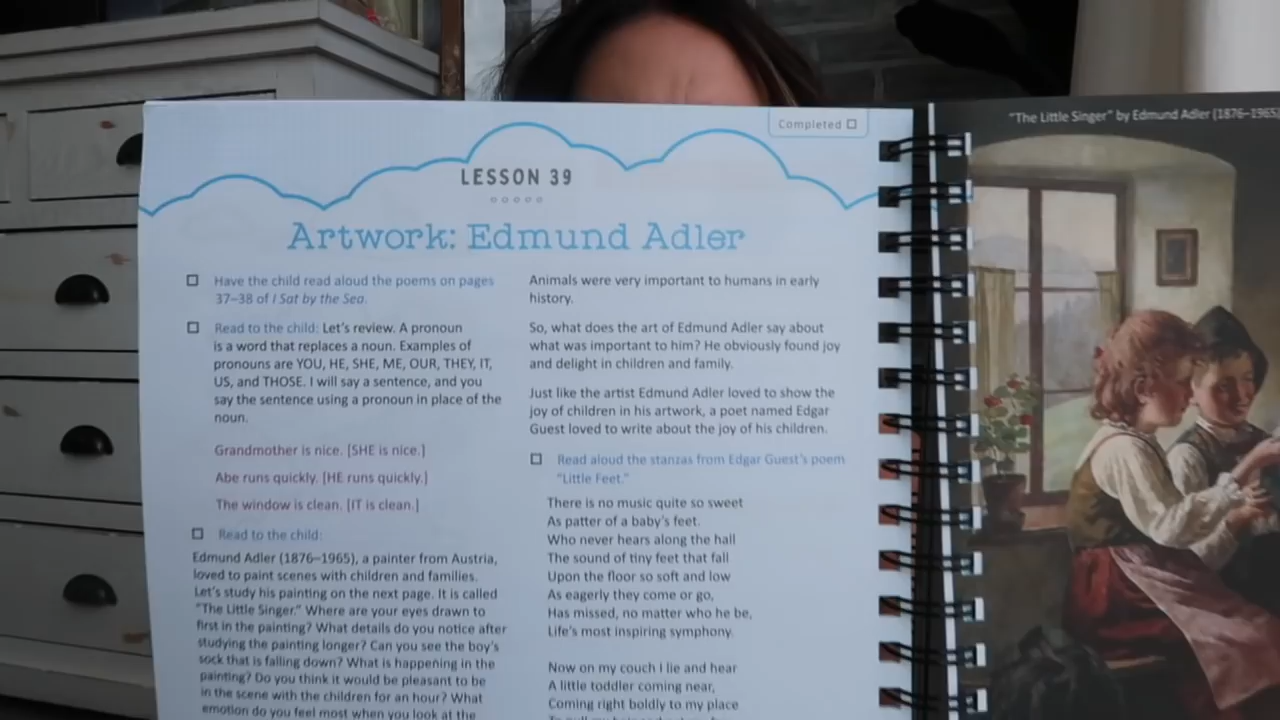 Completed
LESSON 39
Artwork: Edmund Adler
Have the child read aloud the poems on pages
37–38 of I Sat by the Sea.
Read to the child: Let's review. A pronoun
is a word that replaces a noun. Examples of
pronouns are YOU, HE, SHE, ME, OUR, THEY, IT,
US, and THOSE. I will say a sentence, and you
say the sentence using a pronoun in place of the
noun.
Grandmother is nice. [SHE is nice.]
Abe runs quickly. [HE runs quickly.]
The window is clean. [IT is clean.]
Read to the child:
Edmund Adler (1876–1965), a painter from Austria,
loved to paint scenes with children and families.
Let's study his painting on the next page. It is called
"The Little Singer." Where are your eyes drawn to
first in the painting? What details do you notice after
studying the painting longer? Can you see the boy's
sock that is falling down? What is happening in the
painting? Do you think it would be pleasant to be
in the scene with the children for an hour? What
emotion do you feel most when you look at the
Animals were very important to humans in early
history.
So, what does the art of Edmund Adler say about
what was important to him? He obviously found joy
and delight in children and family.
Just like the artist Edmund Adler loved to show the
joy of children in his artwork, a poet named Edgar
Guest loved to write about the joy of his children.
Read aloud the stanzas from Edgar Guest's poem
"Little Feet."
There is no music quite so sweet
As patter of a baby's feet.
Who never hears along the hall
The sound of tiny feet that fall
Upon the floor so soft and low
As eagerly they come or go,
Has missed, no matter who he be,
Life's most inspiring symphony.
Now on my couch I lie and hear
A little toddler coming near,
Coming right boldly to my place
"The Little Singer" by Edmund Adler (1876–1965)